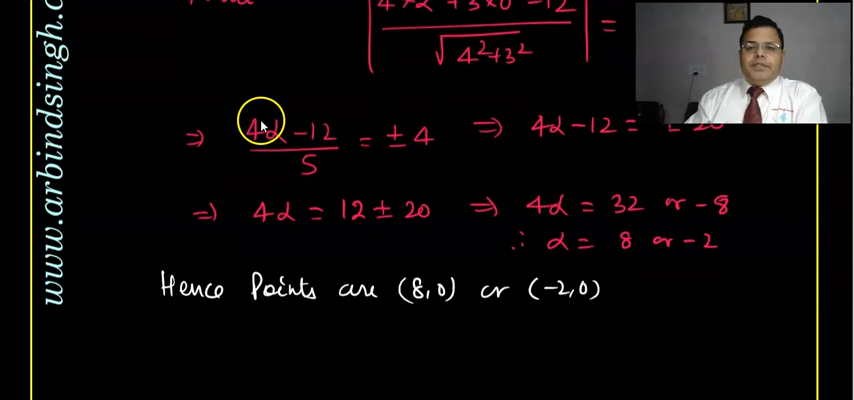 |4×α + 3×0 - 12
√4²+3²| =
⇒ 4α - 12
5 = ± 4 ⇒ 4α - 12 = ± 20
⇒ 4α = 12 ± 20 ⇒ 4α = 32 or -8
∴ α = 8 or -2
Hence Points are (8,0) or (-2,0)
www.arbindsingh.c